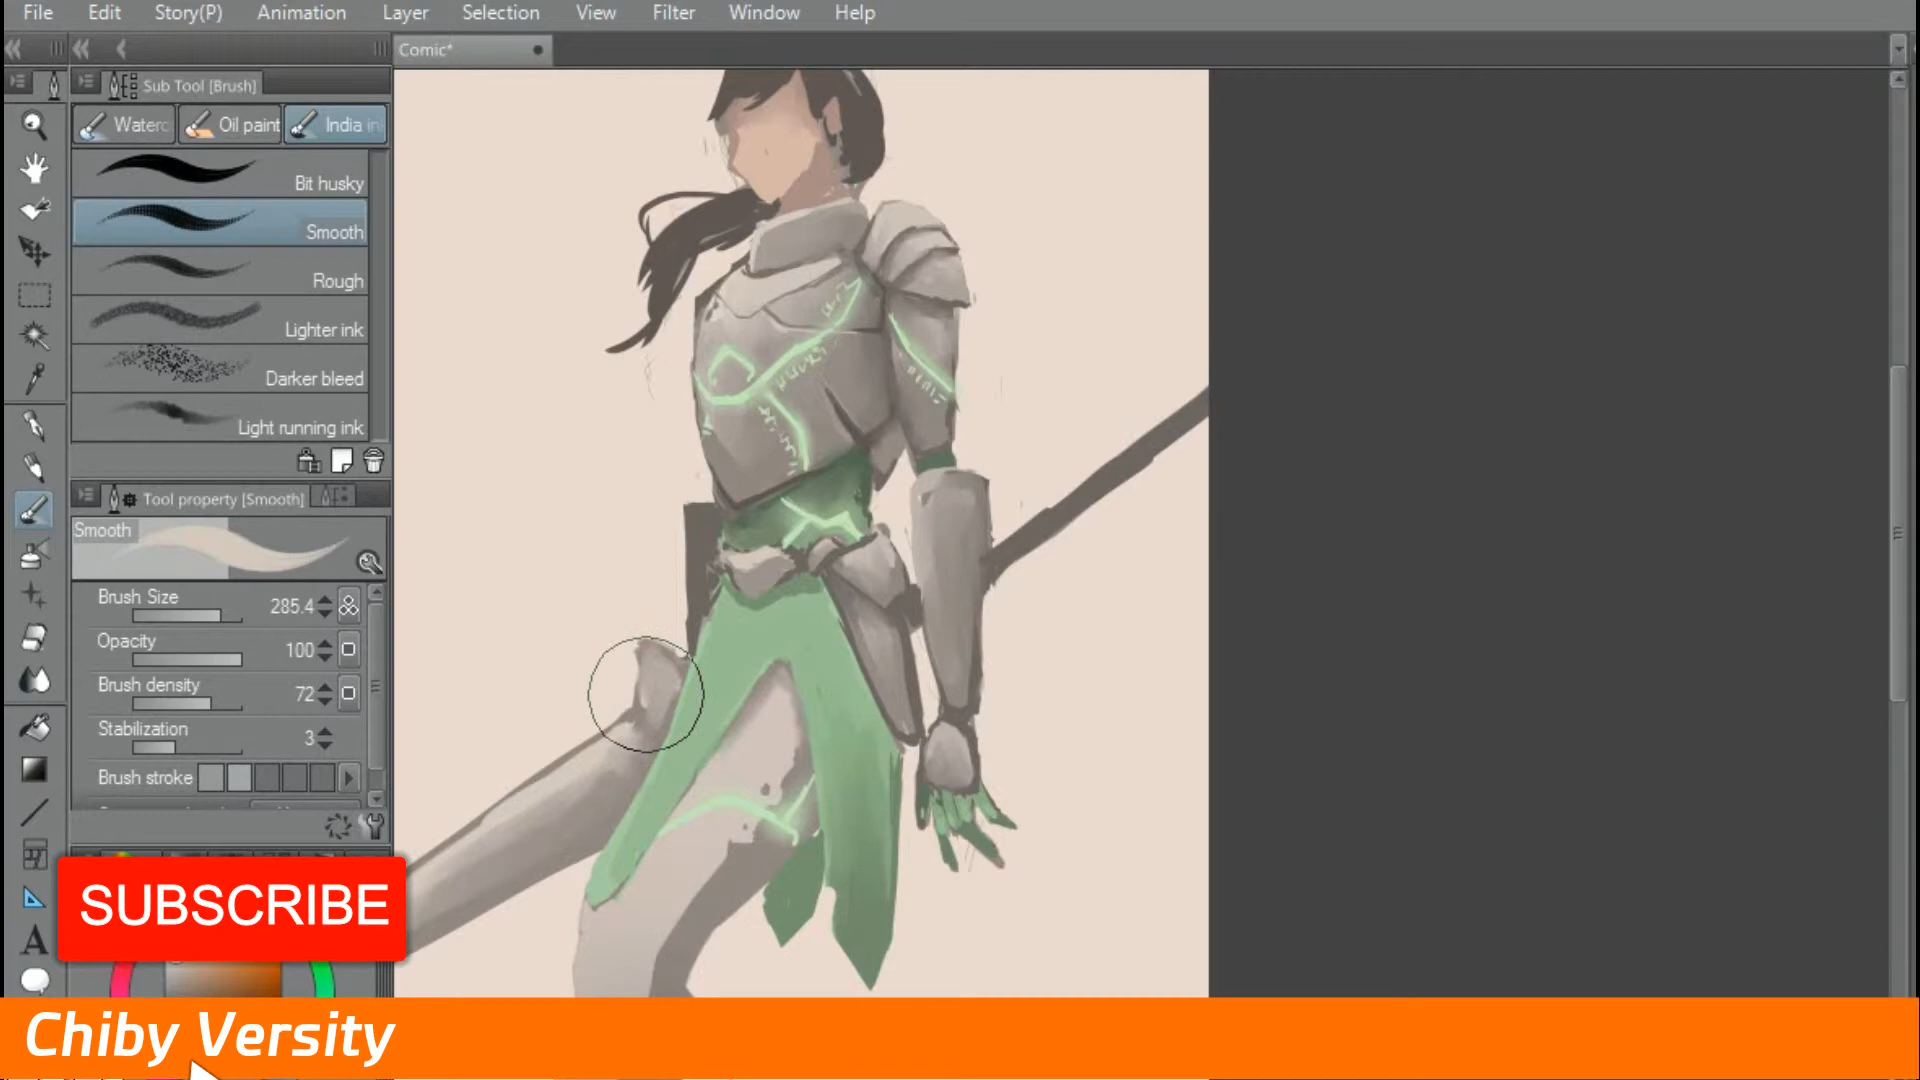 File Edit Story(P) Animation Layer Selection View Filter Window Help
Comic*
Sub Tool [Brush]
Waterc Oil paint India in
Bit husky
Smooth
Rough
Lighter ink
Darker bleed
Light running ink
Tool property [Smooth]
Smooth
Brush Size 285.4
Opacity 100
Brush density 72
Stabilization 3
Brush stroke
SUBSCRIBE
Chiby Versity